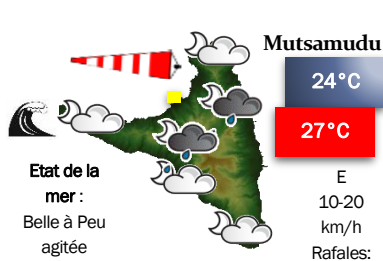 Mutsamudu
24°C
27°C
Etat de la
mer :
Belle à Peu
agitée
E
10-20
km/h
Rafales: